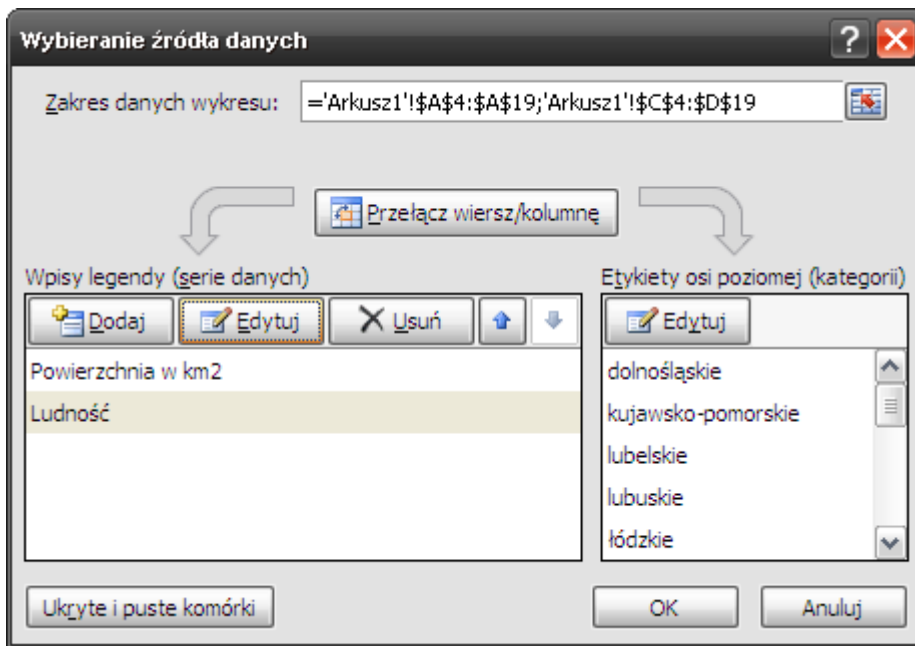 Wybieranie źródła danych
Zakres danych wykresu: ='Arkusz1'!$A$4:$A$19;'Arkusz1'!$C$4:$D$19
Przełącz wiersz/kolumnę
Wpisy legendy (serie danych)
Dodaj Edytuj Usuń
Powierzchnia w km2
Ludność
Etykiety osi poziomej (kategorii)
Edytuj
dolnośląskie
kujawsko-pomorskie
lubelskie
lubuskie
łódzkie
Ukryte i puste komórki OK Anuluj